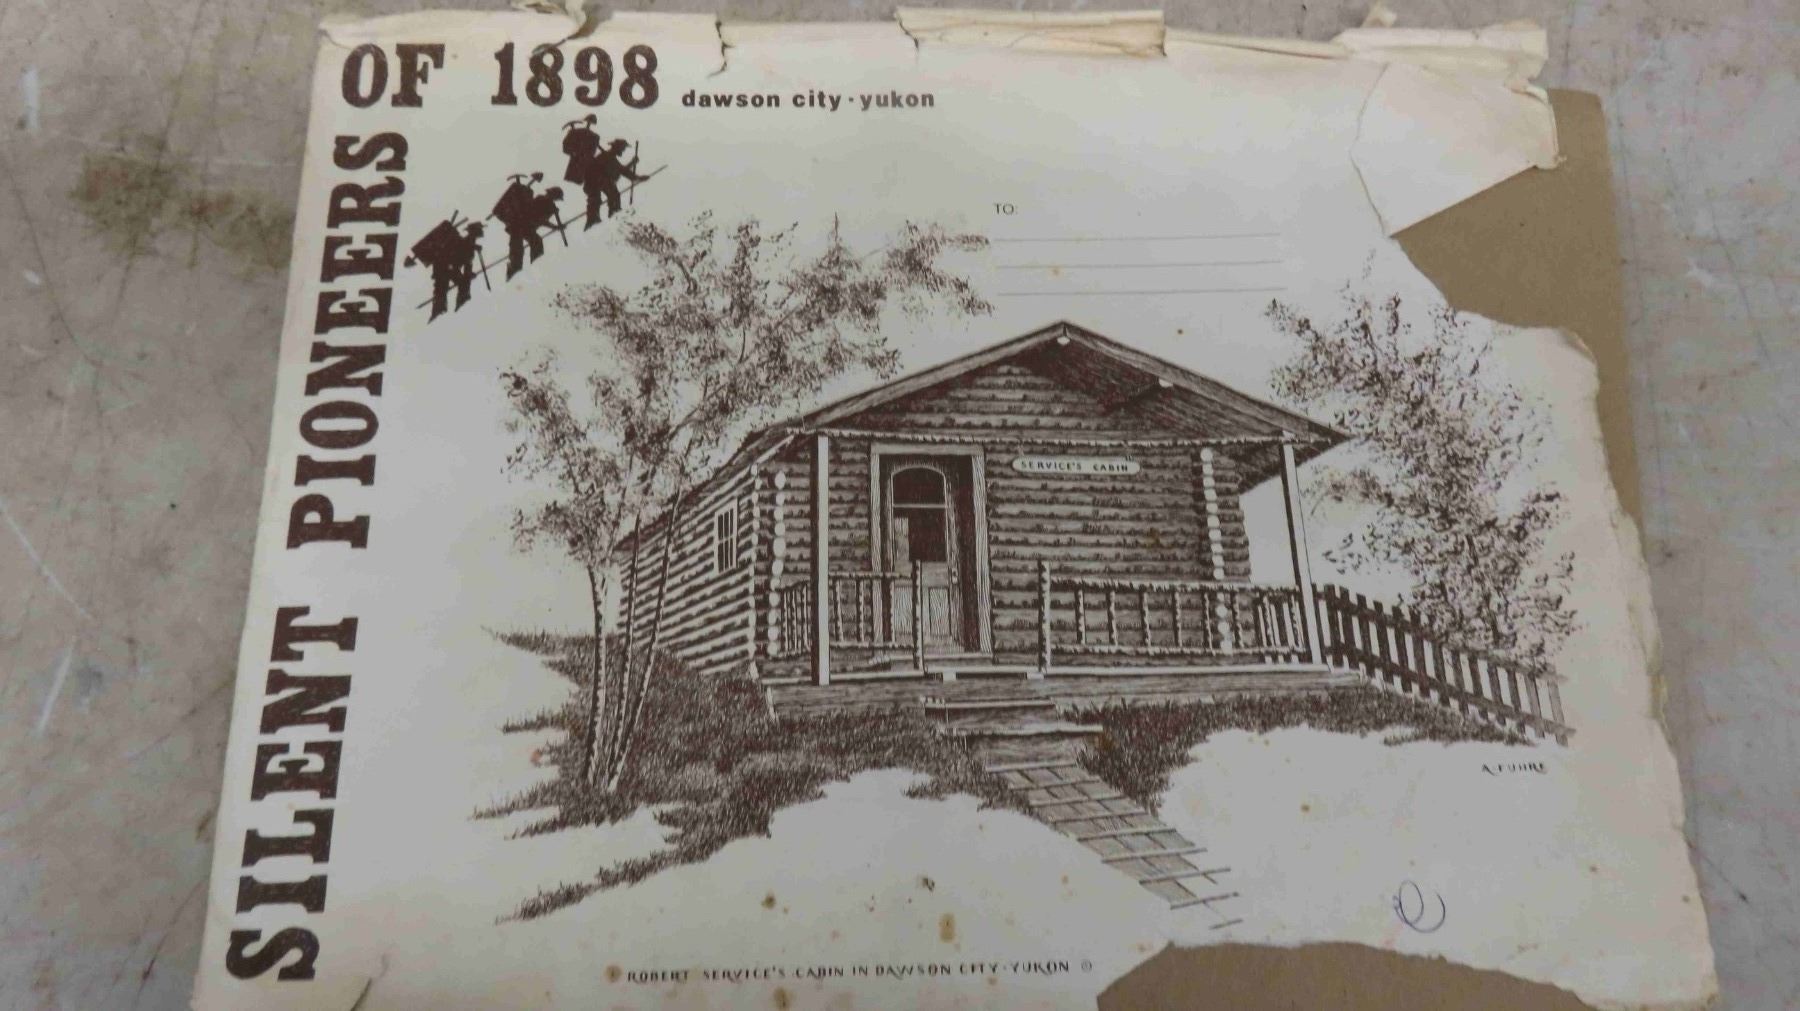 SILENT PIONEERS
OF 1898
dawson city · yukon
TO:
SERVICE'S CABIN
A. FUHRE
ROBERT SERVICE'S CABIN IN DAWSON CITY · YUKON ©